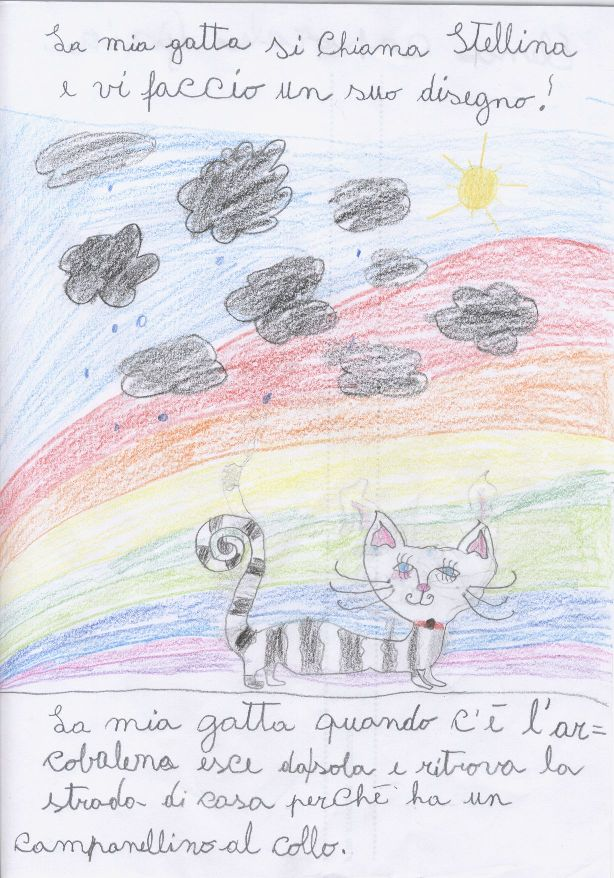 La mia gatta si chiama Stellina
e vi faccio un suo disegno!
La mia gatta quando c'è l'ar=
cobaleno esce da sola e ritrova la
strada di casa perchè ha un
campanellino al collo.